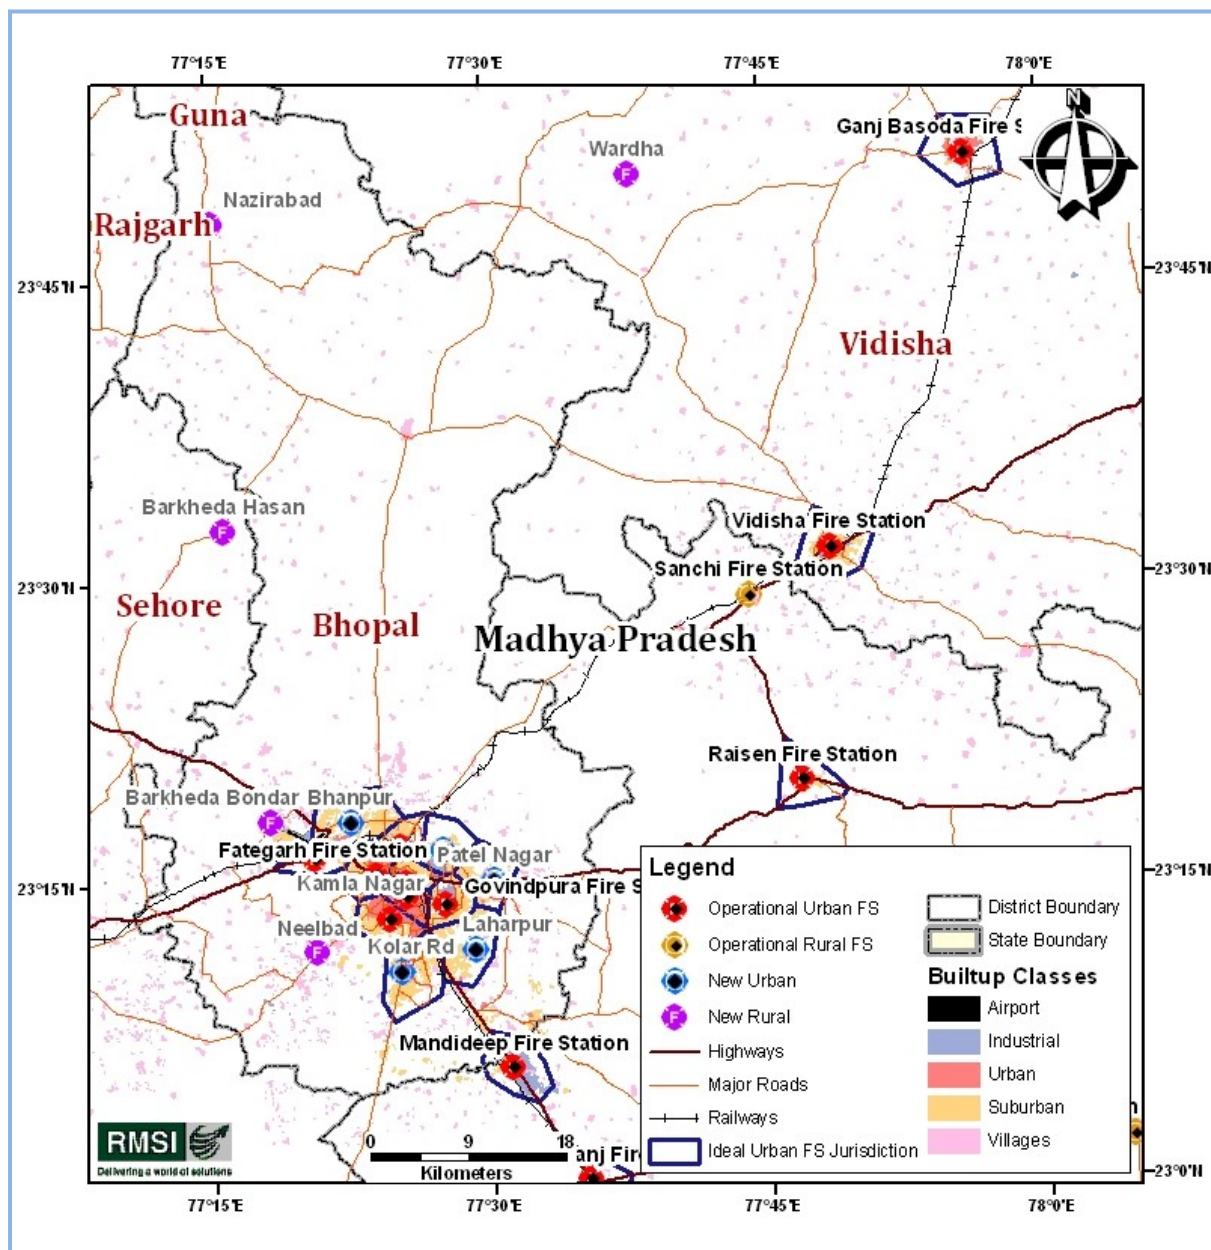 77°15'E
77°30'E
77°45'E
78°0'E
N
Guna
Ganj Basoda Fire S
Wardha
Nazirabad
Rajgarh
F
23°45'N
23°45'N
Vidisha
Barkheda Hasan
F
Vidisha Fire Station
Sanchi Fire Station
23°30'N
23°30'N
Sehore
Bhopal
Madhya Pradesh
Raisen Fire Station
Barkheda Bondar
Bhanpur
F
Fategarh Fire Station
Patel Nagar
Kamla Nagar
Govindpura Fire S
23°15'N
23°15'N
Neelbad
Laharpur
Kolar Rd
F
Mandideep Fire Station
anj Fir
Legend
Operational Urban FS
Operational Rural FS
New Urban
F
New Rural
Highways
Major Roads
Railways
Ideal Urban FS Jurisdiction
District Boundary
State Boundary
Builtup Classes
Airport
Industrial
Urban
Suburban
Villages
RMSI
Delivering a world of solutions
0 9 18
Kilometers
23°0'N
77°15'E
77°30'E
77°45'E
78°0'E